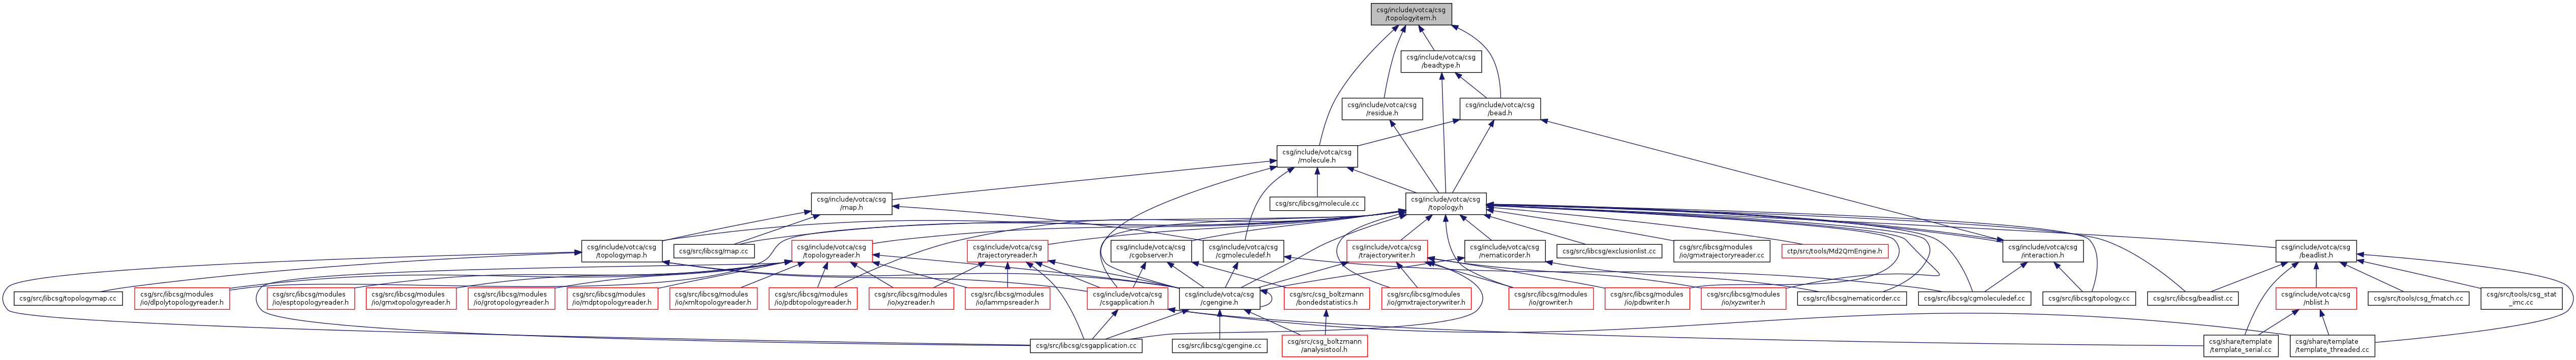 csg/include/votca/csg
/topologyitem.h
csg/include/votca/csg
/beadtype.h
csg/include/votca/csg
/residue.h
csg/include/votca/csg
/bead.h
csg/include/votca/csg
/molecule.h
csg/include/votca/csg
/map.h
csg/src/libcsg/molecule.cc
csg/include/votca/csg
/topology.h
csg/include/votca/csg
/topologymap.h
csg/src/libcsg/map.cc
csg/include/votca/csg
/topologyreader.h
csg/include/votca/csg
/trajectoryreader.h
csg/include/votca/csg
/cgobserver.h
csg/include/votca/csg
/cgmoleculedef.h
csg/include/votca/csg
/trajectorywriter.h
csg/include/votca/csg
/nematicorder.h
csg/src/libcsg/exclusionlist.cc
csg/src/libcsg/modules
/io/gmxtrajectoryreader.cc
ctp/src/tools/Md2QmEngine.h
csg/include/votca/csg
/interaction.h
csg/include/votca/csg
/beadlist.h
csg/src/libcsg/topologymap.cc
csg/src/libcsg/modules
/io/dlpolytopologyreader.h
csg/src/libcsg/modules
/io/esptopologyreader.h
csg/src/libcsg/modules
/io/gmxtopologyreader.h
csg/src/libcsg/modules
/io/grotopologyreader.h
csg/src/libcsg/modules
/io/mdptopologyreader.h
csg/src/libcsg/modules
/io/xmltopologyreader.h
csg/src/libcsg/modules
/io/pdbtopologyreader.h
csg/src/libcsg/modules
/io/xyzreader.h
csg/src/libcsg/modules
/io/lammpsreader.h
csg/include/votca/csg
/csgapplication.h
csg/include/votca/csg
/cgengine.h
csg/src/csg_boltzmann
/bondedstatistics.h
csg/src/libcsg/modules
/io/gmxtrajectorywriter.h
csg/src/libcsg/modules
/io/growriter.h
csg/src/libcsg/modules
/io/pdbwriter.h
csg/src/libcsg/modules
/io/xyzwriter.h
csg/src/libcsg/nematicorder.cc
csg/src/libcsg/cgmoleculedef.cc
csg/src/libcsg/topology.cc
csg/src/libcsg/beadlist.cc
csg/include/votca/csg
/nblist.h
csg/src/tools/csg_fmatch.cc
csg/src/tools/csg_stat
_imc.cc
csg/src/libcsg/csgapplication.cc
csg/src/libcsg/cgengine.cc
csg/src/csg_boltzmann
/analysistool.h
csg/share/template
/template_serial.cc
csg/share/template
/template_threaded.cc